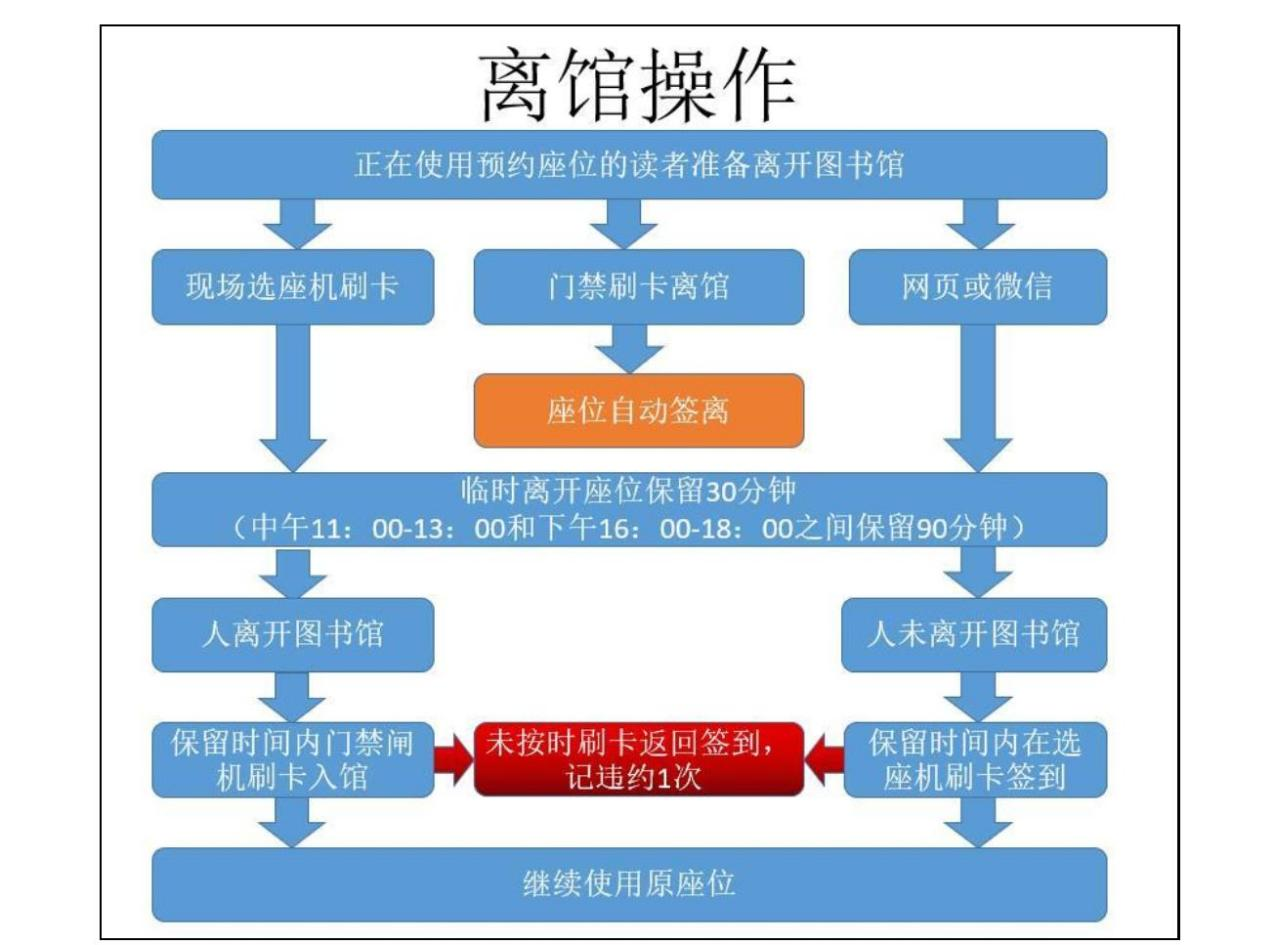 离馆操作
正在使用预约座位的读者准备离开图书馆
现场选座机刷卡
门禁刷卡离馆
网页或微信
座位自动签离
临时离开座位保留30分钟
（中午11：00-13：00和下午16：00-18：00之间保留90分钟）
人离开图书馆
人未离开图书馆
保留时间内门禁闸
机刷卡入馆
未按时刷卡返回签到，
记违约1次
保留时间内在选
座机刷卡签到
继续使用原座位